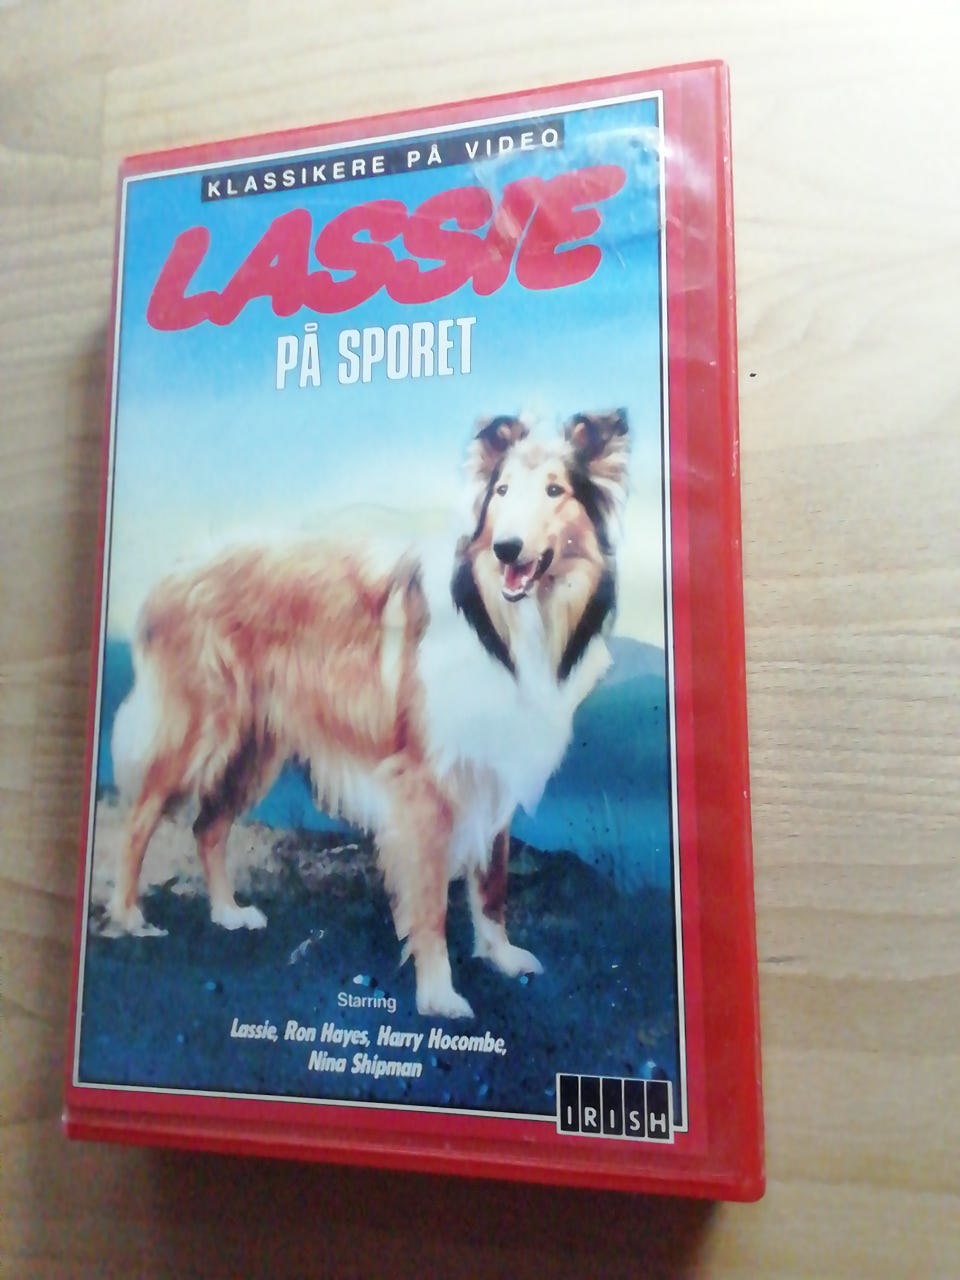 KLASSIKERE PÅ VIDEO
LASSIE
PÅ SPORET
Starring
Lassie, Ron Hayes, Harry Hocombe,
Nina Shipman
IRISH